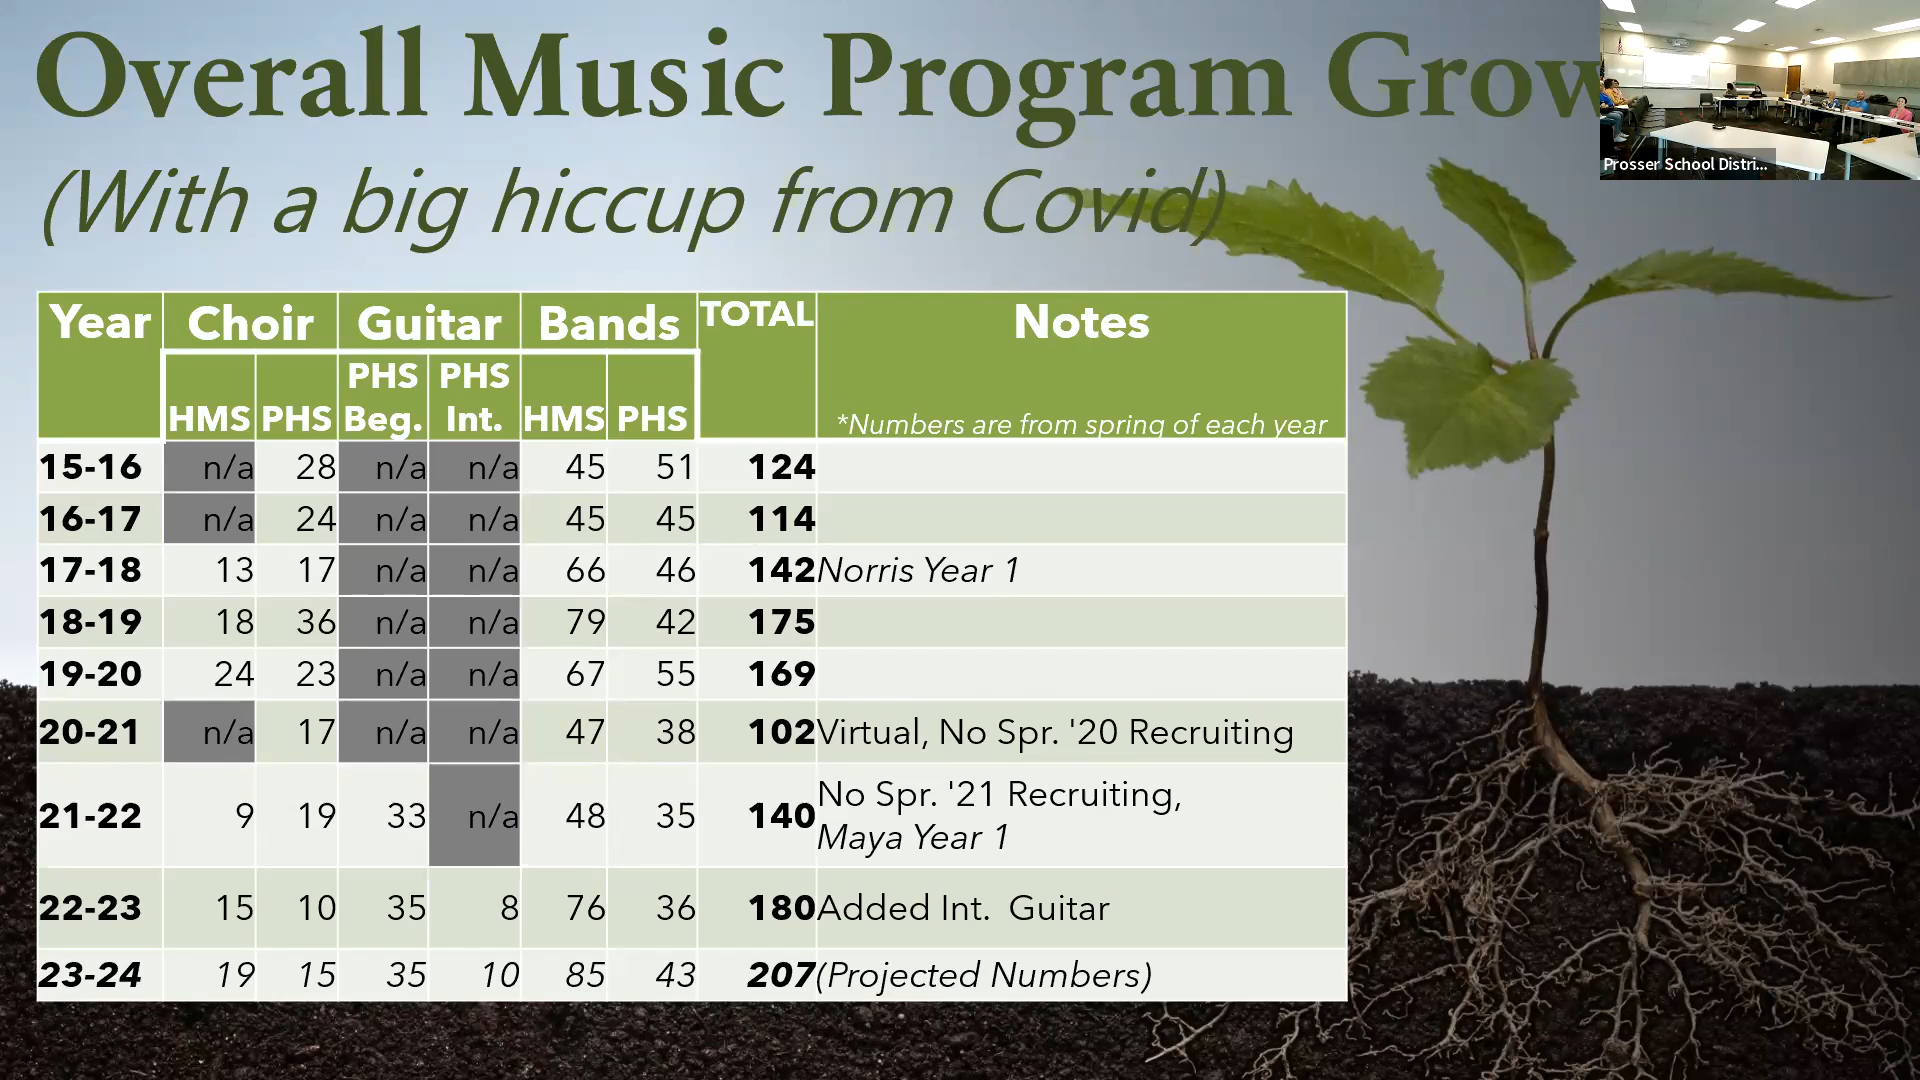 Overall Music Program Grow
Prosser School Distri...
(With a big hiccup from Covid)
Year Choir Guitar Bands TOTAL Notes
HMS PHS PHS Beg. PHS Int. HMS PHS *Numbers are from spring of each year
15-16 n/a 28 n/a n/a 45 51 124
16-17 n/a 24 n/a n/a 45 45 114
17-18 13 17 n/a n/a 66 46 142 Norris Year 1
18-19 18 36 n/a n/a 79 42 175
19-20 24 23 n/a n/a 67 55 169
20-21 n/a 17 n/a n/a 47 38 102 Virtual, No Spr. '20 Recruiting
21-22 9 19 33 n/a 48 35 140 No Spr. '21 Recruiting,
Maya Year 1
22-23 15 10 35 8 76 36 180 Added Int. Guitar
23-24 19 15 35 10 85 43 207 (Projected Numbers)